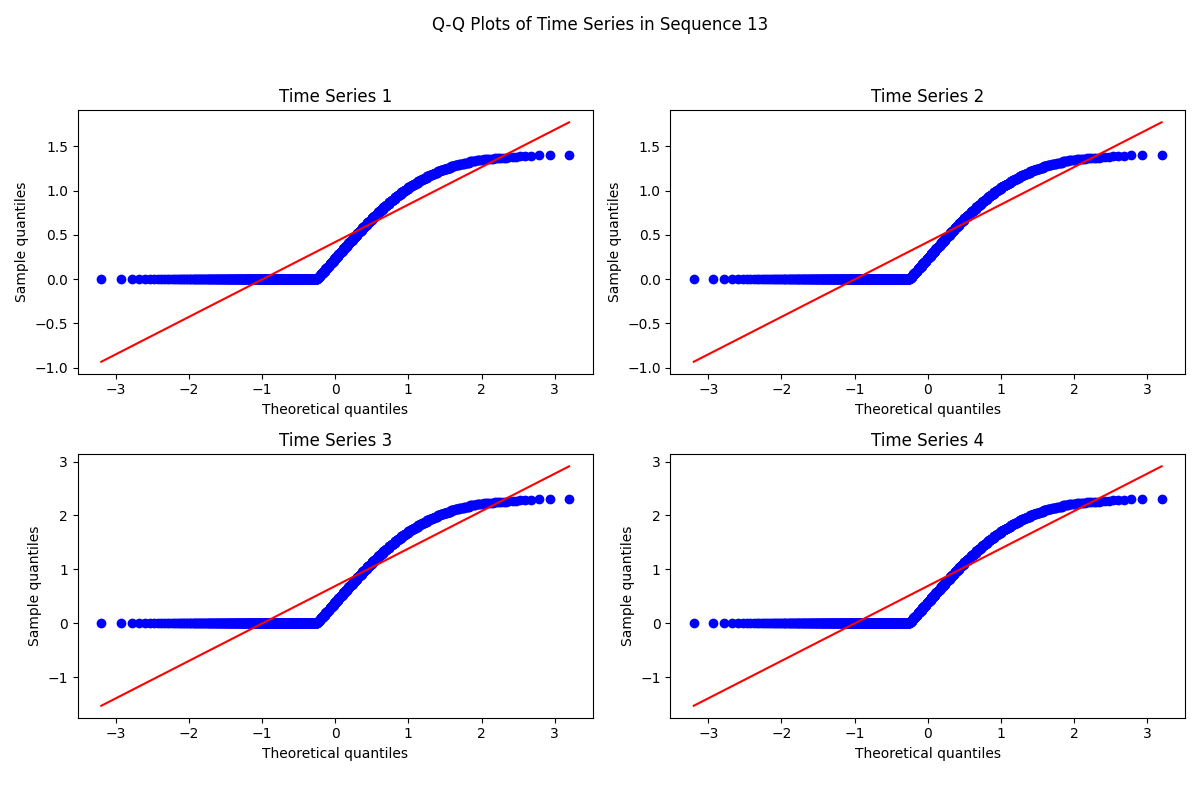 Q-Q Plots of Time Series in Sequence 13
Time Series 1
Sample quantiles
1.5
1.0
0.5
0.0
−0.5
−1.0
−3 −2 −1 0 1 2 3
Theoretical quantiles
Time Series 2
Sample quantiles
1.5
1.0
0.5
0.0
−0.5
−1.0
−3 −2 −1 0 1 2 3
Theoretical quantiles
Time Series 3
Sample quantiles
3
2
1
0
−1
−3 −2 −1 0 1 2 3
Theoretical quantiles
Time Series 4
Sample quantiles
3
2
1
0
−1
−3 −2 −1 0 1 2 3
Theoretical quantiles